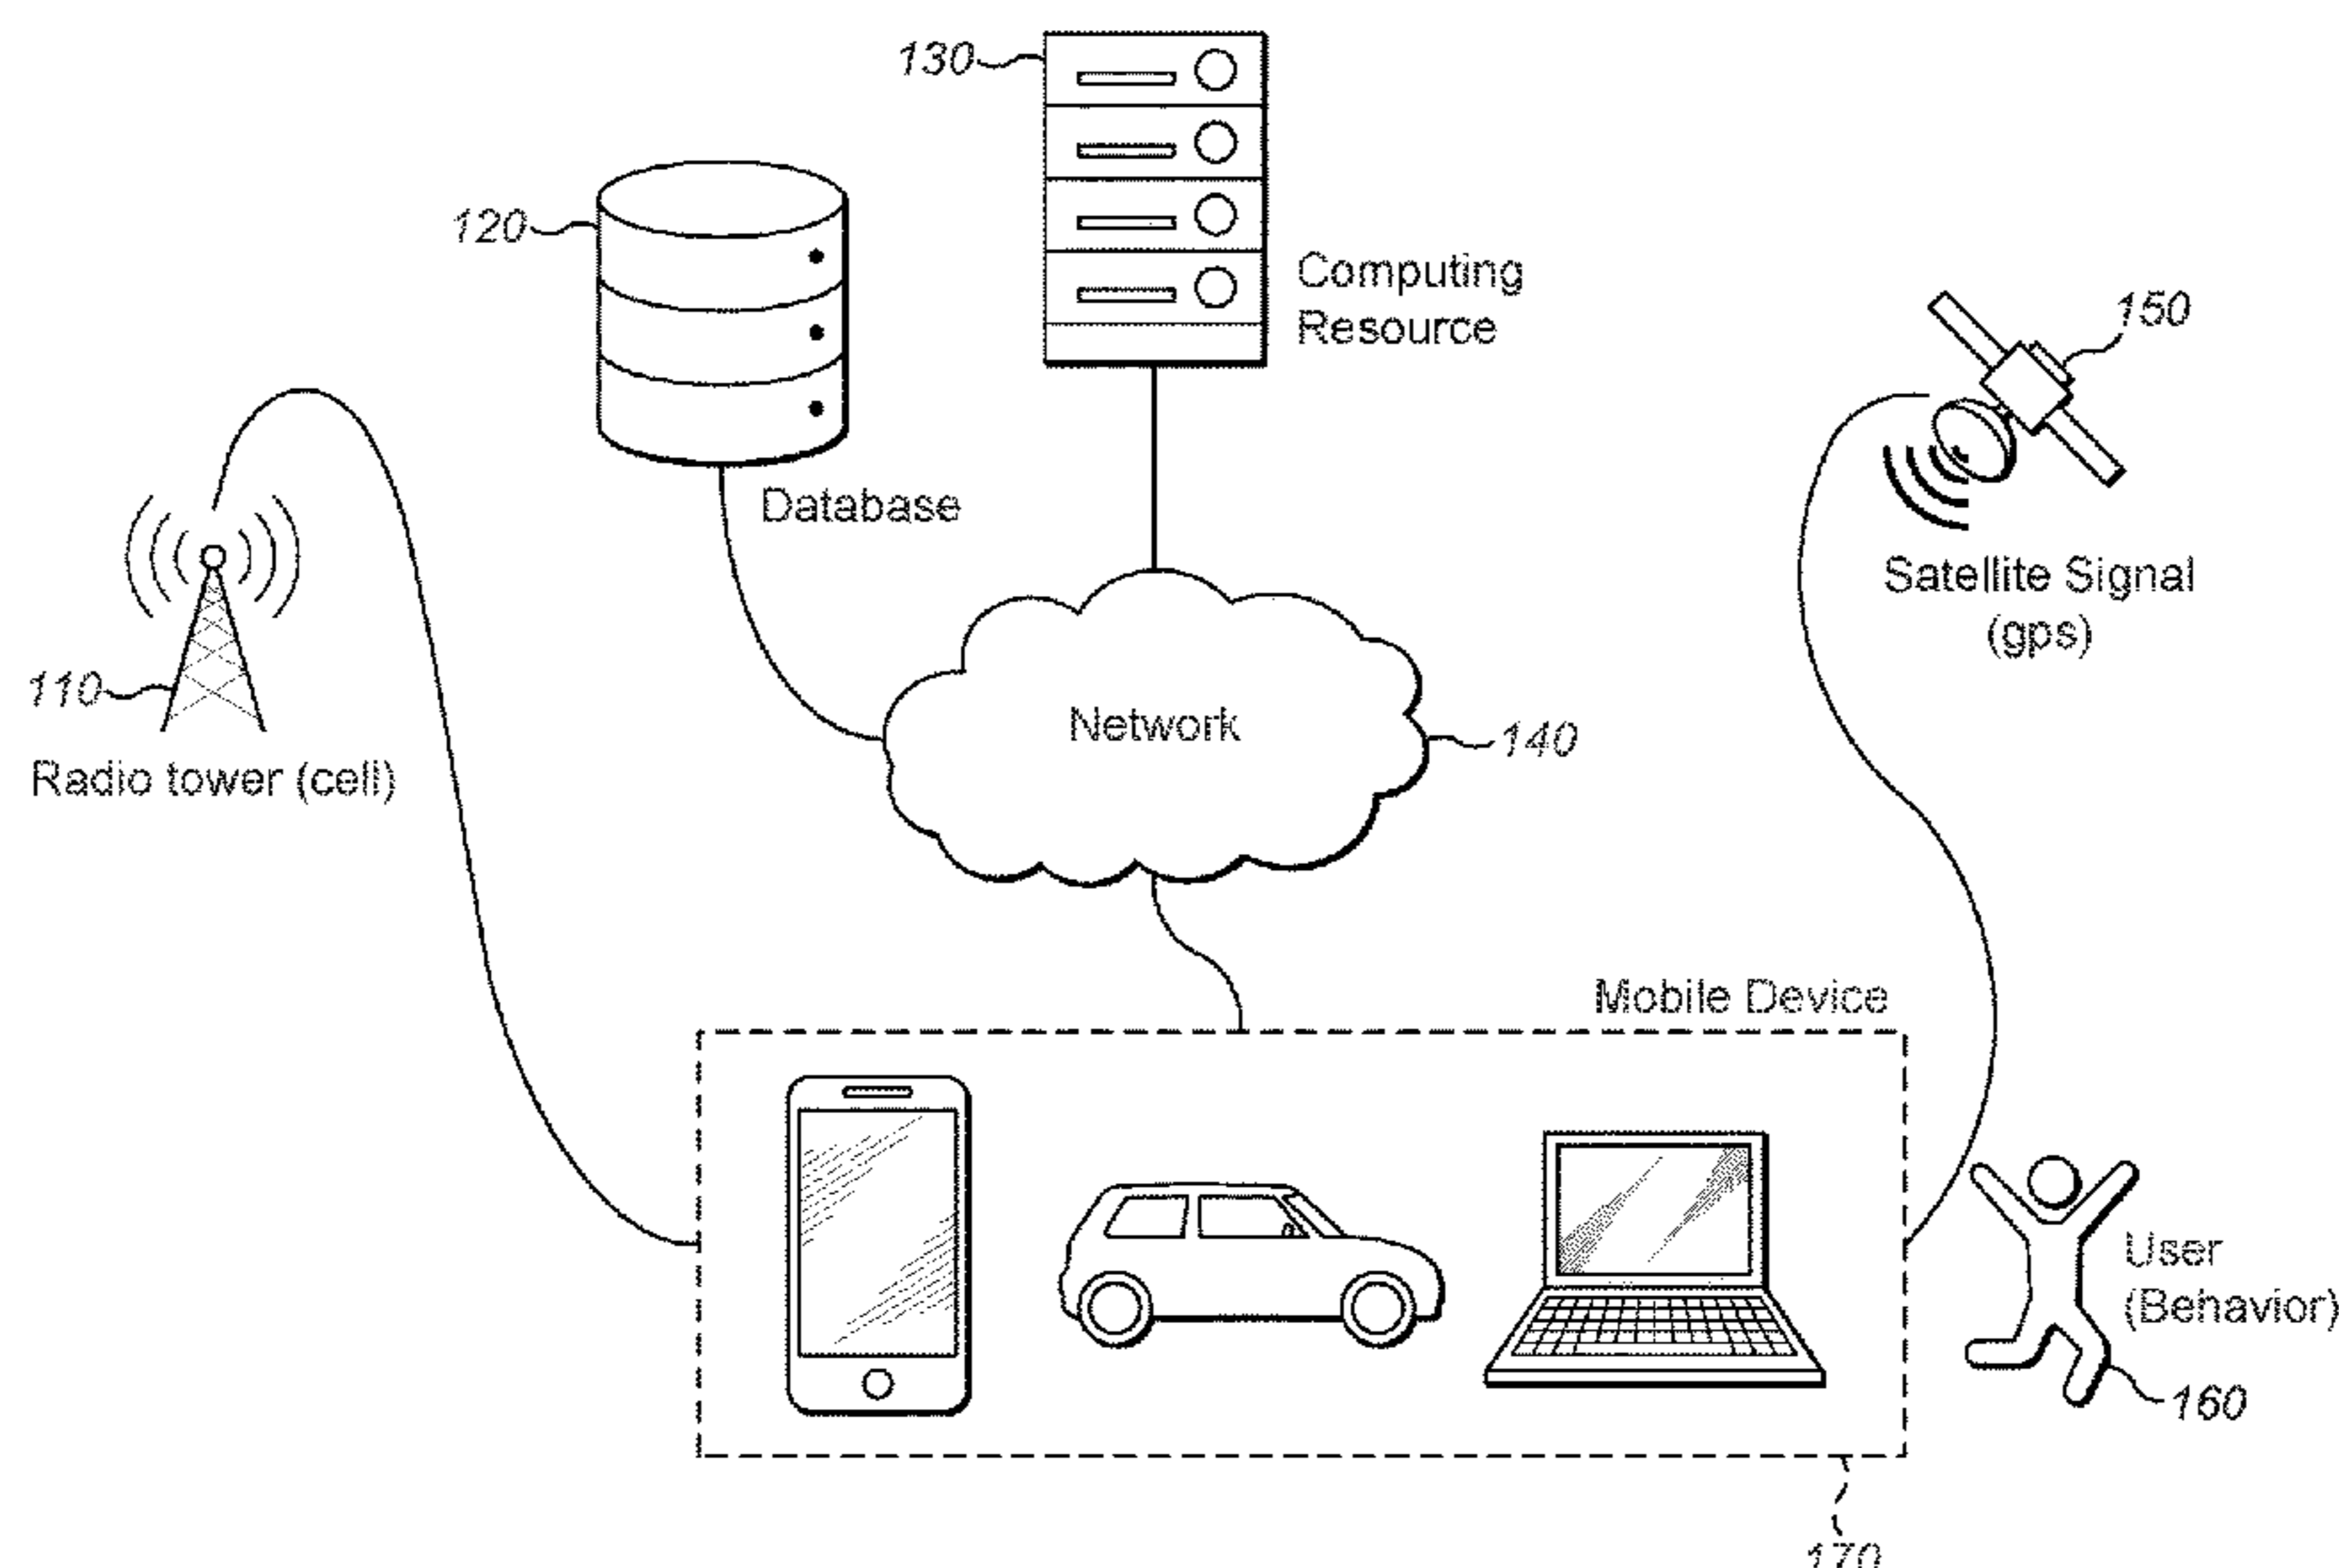 130
120
Computing
Resource
150
Database
Satellite Signal
(gps)
110
Network
140
Radio tower (cell)
Mobile Device
User
(Behavior)
160
170